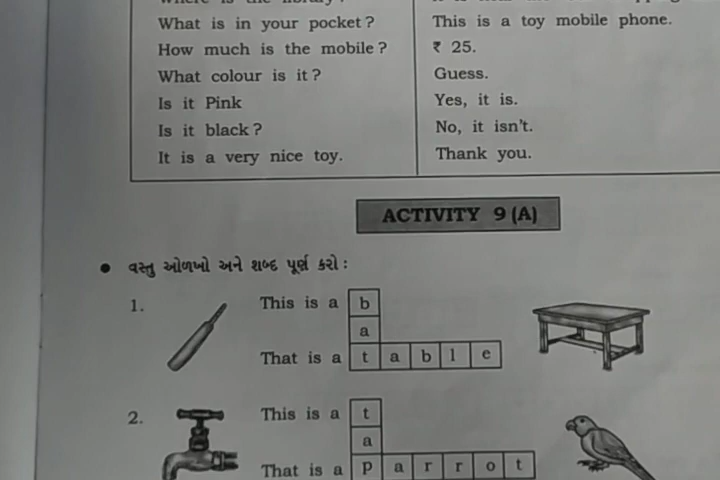 What is in your pocket ? This is a toy mobile phone.
How much is the mobile ? ₹ 25.
What colour is it ? Guess.
Is it Pink Yes, it is.
Is it black ? No, it isn't.
It is a very nice toy. Thank you.
ACTIVITY 9 (A)
● વસ્તુ ઓળખો અને શબ્દ પૂર્ણ કરો :
1. This is a b
a
That is a t a b l e
2. This is a t
a
That is a p a r r o t